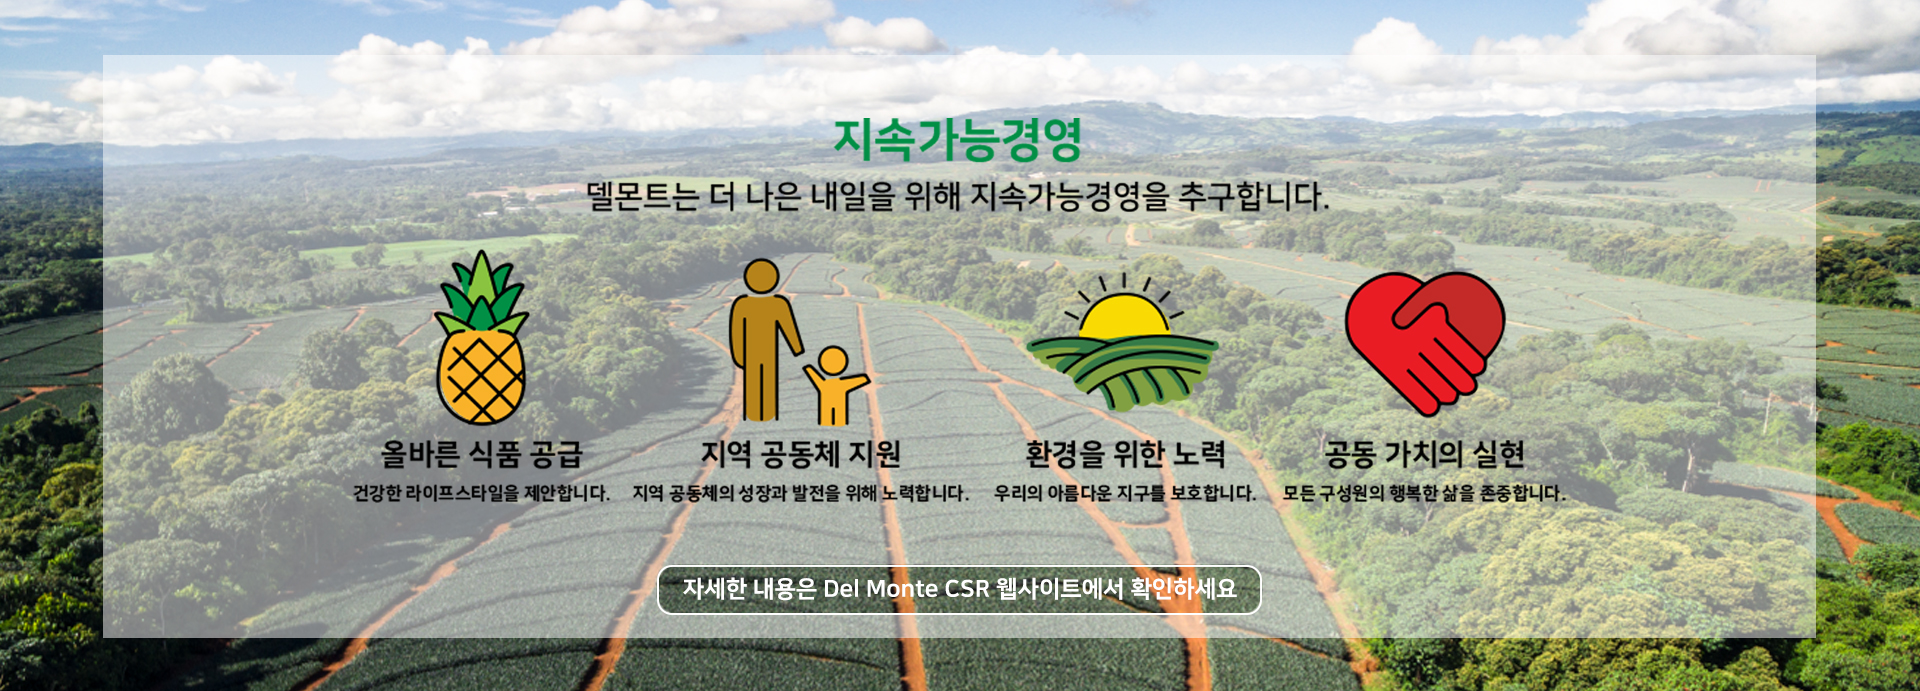 지속가능경영
델몬트는 더 나은 내일을 위해 지속가능경영을 추구합니다.
올바른 식품 공급
건강한 라이프스타일을 제안합니다.
지역 공동체 지원
지역 공동체의 성장과 발전을 위해 노력합니다.
환경을 위한 노력
우리의 아름다운 지구를 보호합니다.
공동 가치의 실현
모든 구성원의 행복한 삶을 존중합니다.
자세한 내용은 Del Monte CSR 웹사이트에서 확인하세요